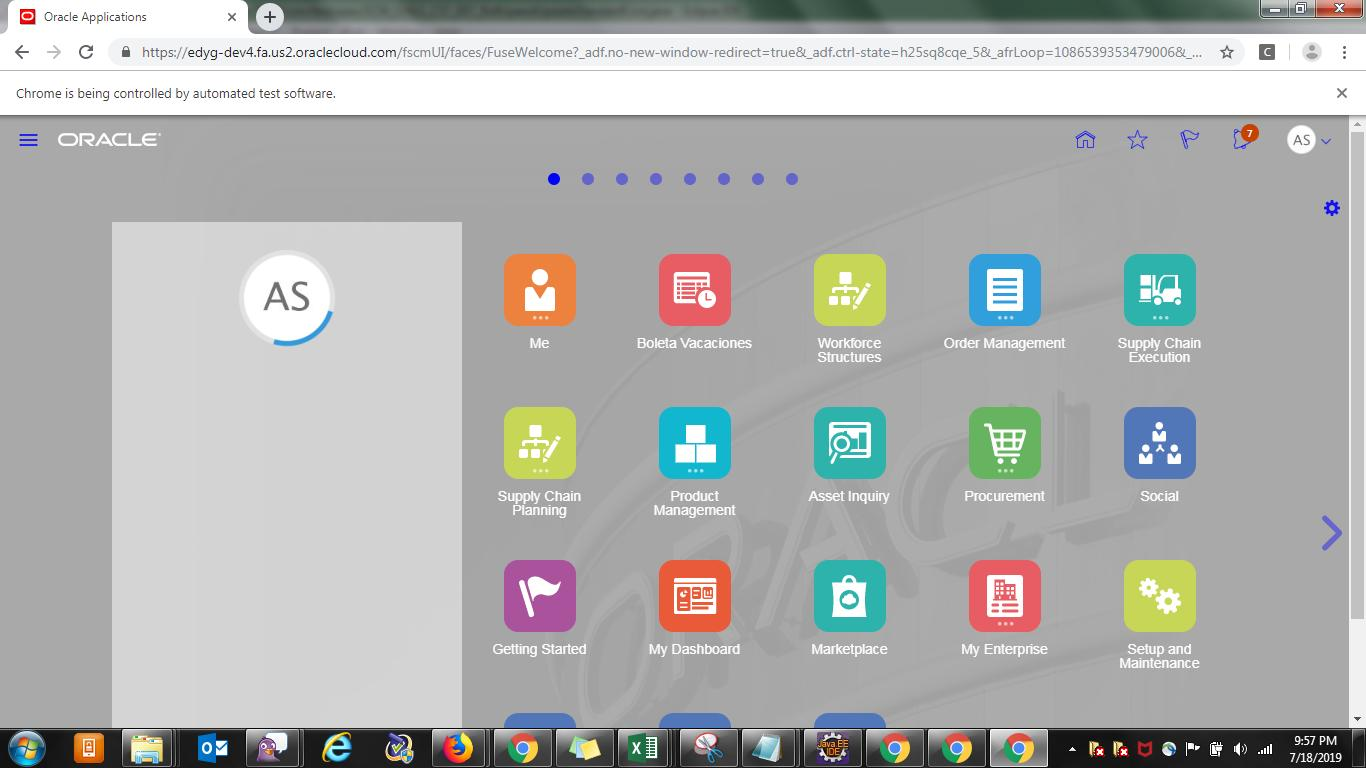 Oracle Applications
https://edyg-dev4.fa.us2.oraclecloud.com/fscmUI/faces/FuseWelcome?_adf.no-new-window-redirect=true&_adf.ctrl-state=h25sq8cqe_5&_afrLoop=1086539353479006&_...
C
Chrome is being controlled by automated test software.
ORACLE
7
AS
AS
Me
Boleta Vacaciones
Workforce
Structures
Order Management
Supply Chain
Execution
Supply Chain
Planning
Product
Management
Asset Inquiry
Procurement
Social
Getting Started
My Dashboard
Marketplace
My Enterprise
Setup and
Maintenance
Java EE
IDE
9:57 PM
7/18/2019